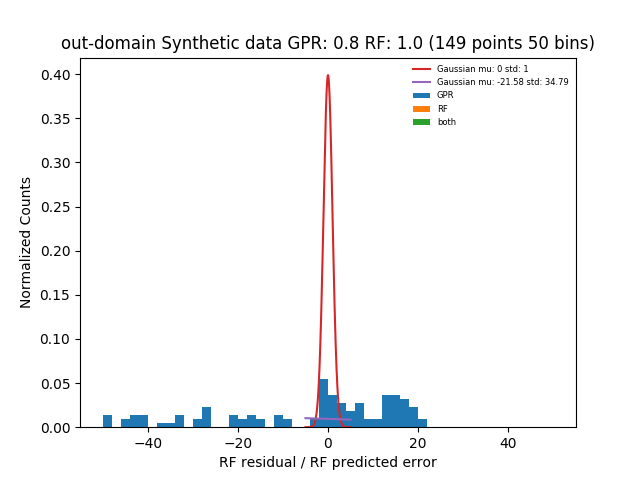 out-domain Synthetic data GPR: 0.8 RF: 1.0 (149 points 50 bins)
Gaussian mu: 0 std: 1
Gaussian mu: -21.58 std: 34.79
GPR
RF
both
0.40
0.35
0.30
0.25
0.20
0.15
0.10
0.05
0.00
Normalized Counts
−40
−20
0
20
40
RF residual / RF predicted error